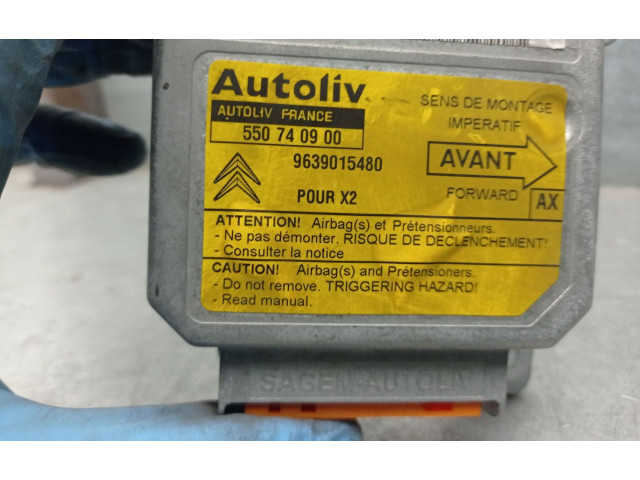 Autoliv
AUTOLIV FRANCE
550 74 09 00
9639015480
POUR X2
SENS DE MONTAGE
IMPERATIF
AVANT
FORWARD
AX
ATTENTION! Airbag(s) et Prétensionneurs.
- Ne pas démonter. RISQUE DE DECLENCHEMENT!
- Consulter la notice
CAUTION! Airbag(s) and Prétensioners.
- Do not remove. TRIGGERING HAZARD!
- Read manual.
SAGEM-AUTOLIV